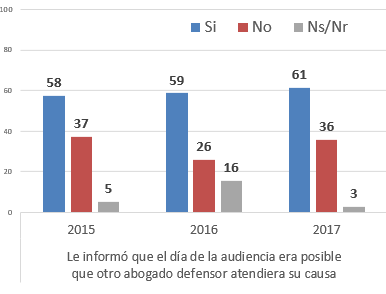 100
80
60
40
20
0
Si No Ns/Nr
58 37 5
59 26 16
61 36 3
2015 2016 2017
Le informó que el día de la audiencia era posible
que otro abogado defensor atendiera su causa